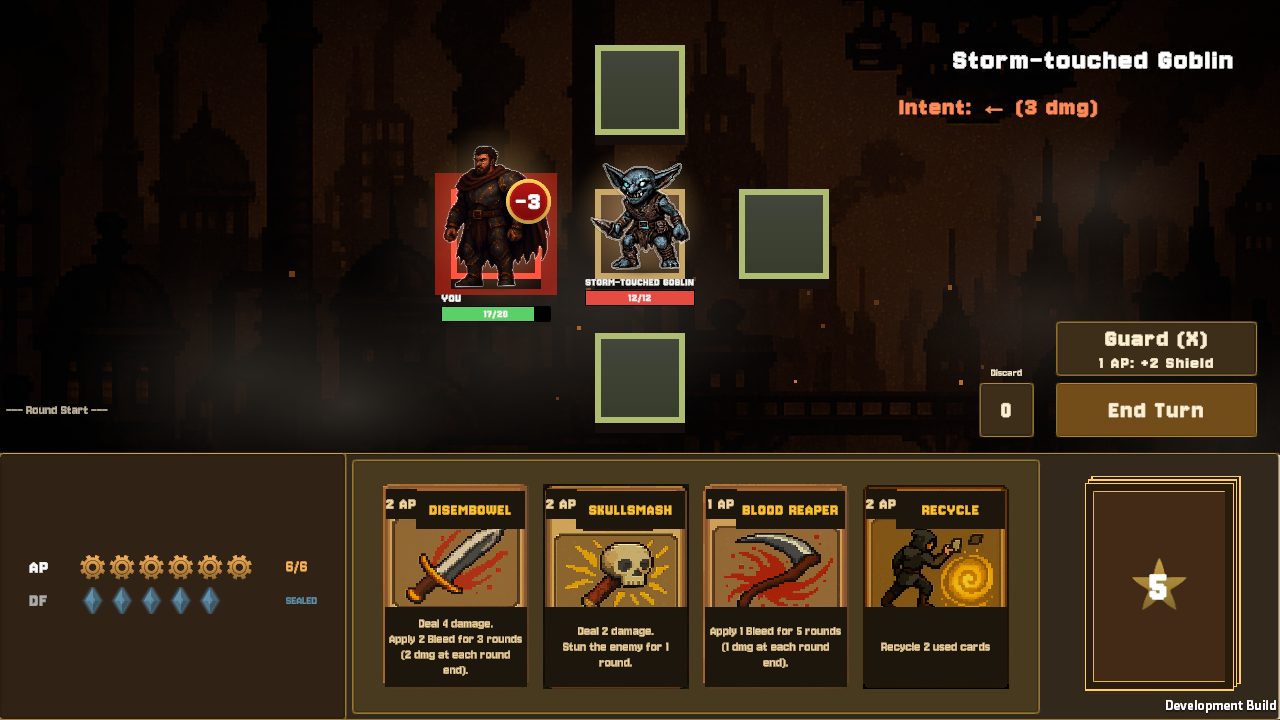 Storm-touched Goblin
Intent: ← (3 dmg)
-3
STORM-TOUCHED GOBLIN
12/12
YOU
17/20
Guard (X)
1 AP: +2 Shield
Discard
0
End Turn
--- Round Start ---
AP
6/6
DF
SEALED
2 AP
DISEMBOWEL
Deal 4 damage.
Apply 2 Bleed for 3 rounds
(2 dmg at each round
end).
2 AP
SKULLSMASH
Deal 2 damage.
Stun the enemy for 1
round.
1 AP
BLOOD REAPER
Apply 1 Bleed for 5 rounds
(1 dmg at each round
end).
2 AP
RECYCLE
Recycle 2 used cards
5
Development Build